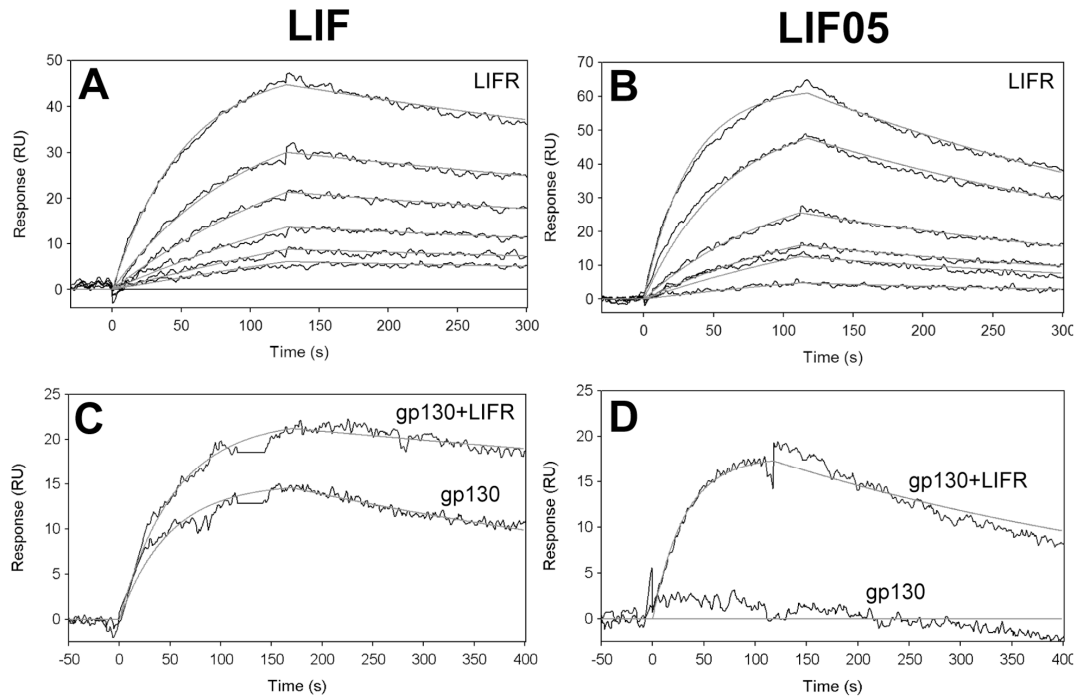 LIF
LIF05
A
LIFR
Response (RU)
50
40
30
20
10
0
0 50 100 150 200 250 300
Time (s)
B
LIFR
Response (RU)
70
60
50
40
30
20
10
0
0 50 100 150 200 250 300
Time (s)
C
gp130+LIFR
gp130
Response (RU)
25
20
15
10
5
0
-50 0 50 100 150 200 250 300 350 400
Time (s)
D
gp130+LIFR
gp130
Response (RU)
25
20
15
10
5
0
-50 0 50 100 150 200 250 300 350 400
Time (s)